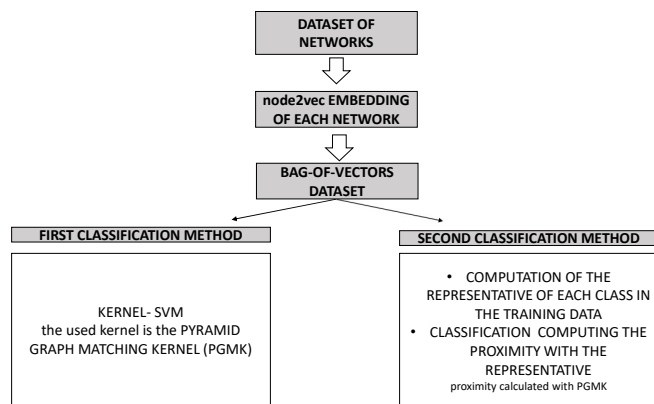 DATASET OF
NETWORKS
node2vec EMBEDDING
OF EACH NETWORK
BAG-OF-VECTORS
DATASET
FIRST CLASSIFICATION METHOD
KERNEL- SVM
the used kernel is the PYRAMID
GRAPH MATCHING KERNEL (PGMK)
SECOND CLASSIFICATION METHOD
• COMPUTATION OF THE
REPRESENTATIVE OF EACH CLASS IN
THE TRAINING DATA
• CLASSIFICATION COMPUTING THE
PROXIMITY WITH THE
REPRESENTATIVE
proximity calculated with PGMK